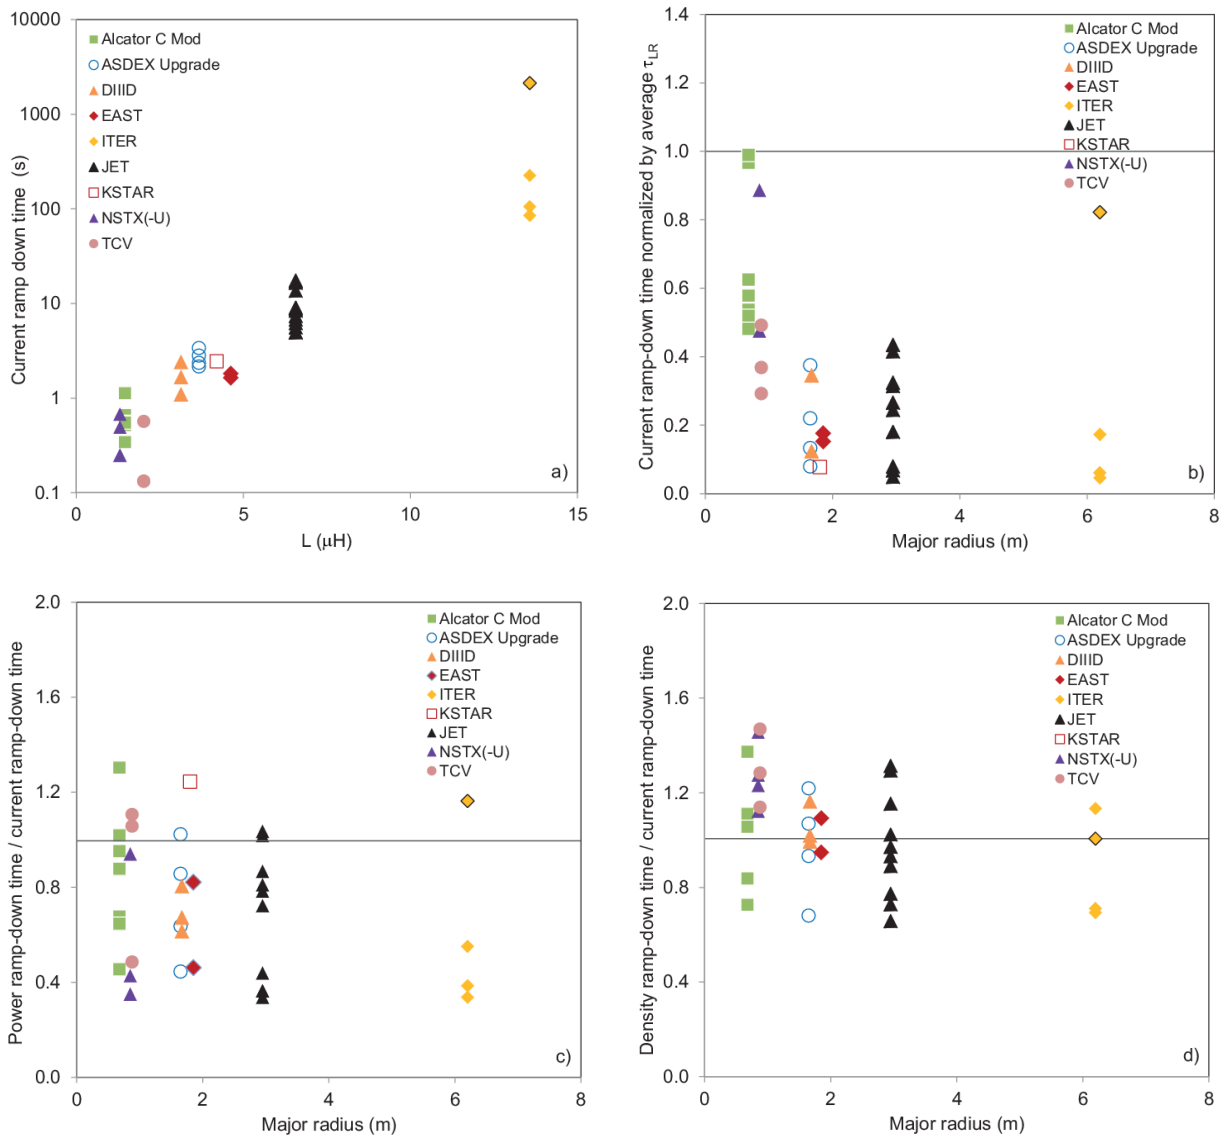 10000
1000
100
10
1
0.1
Current ramp down time (s)
Alcator C Mod
ASDEX Upgrade
DIIID
EAST
ITER
JET
KSTAR
NSTX(-U)
TCV
a)
0
5
10
15
L (μH)
1.4
1.2
1.0
0.8
0.6
0.4
0.2
0.0
Current ramp-down time normalized by average τLR
Alcator C Mod
ASDEX Upgrade
DIIID
EAST
ITER
JET
KSTAR
NSTX(-U)
TCV
b)
0
2
4
6
8
Major radius (m)
2.0
1.6
1.2
0.8
0.4
0.0
Power ramp-down time / current ramp-down time
Alcator C Mod
ASDEX Upgrade
DIIID
EAST
ITER
KSTAR
JET
NSTX(-U)
TCV
c)
0
2
4
6
8
Major radius (m)
2.0
1.6
1.2
0.8
0.4
0.0
Density ramp-down time / current ramp-down time
Alcator C Mod
ASDEX Upgrade
DIIID
EAST
ITER
JET
KSTAR
NSTX(-U)
TCV
d)
0
2
4
6
8
Major radius (m)